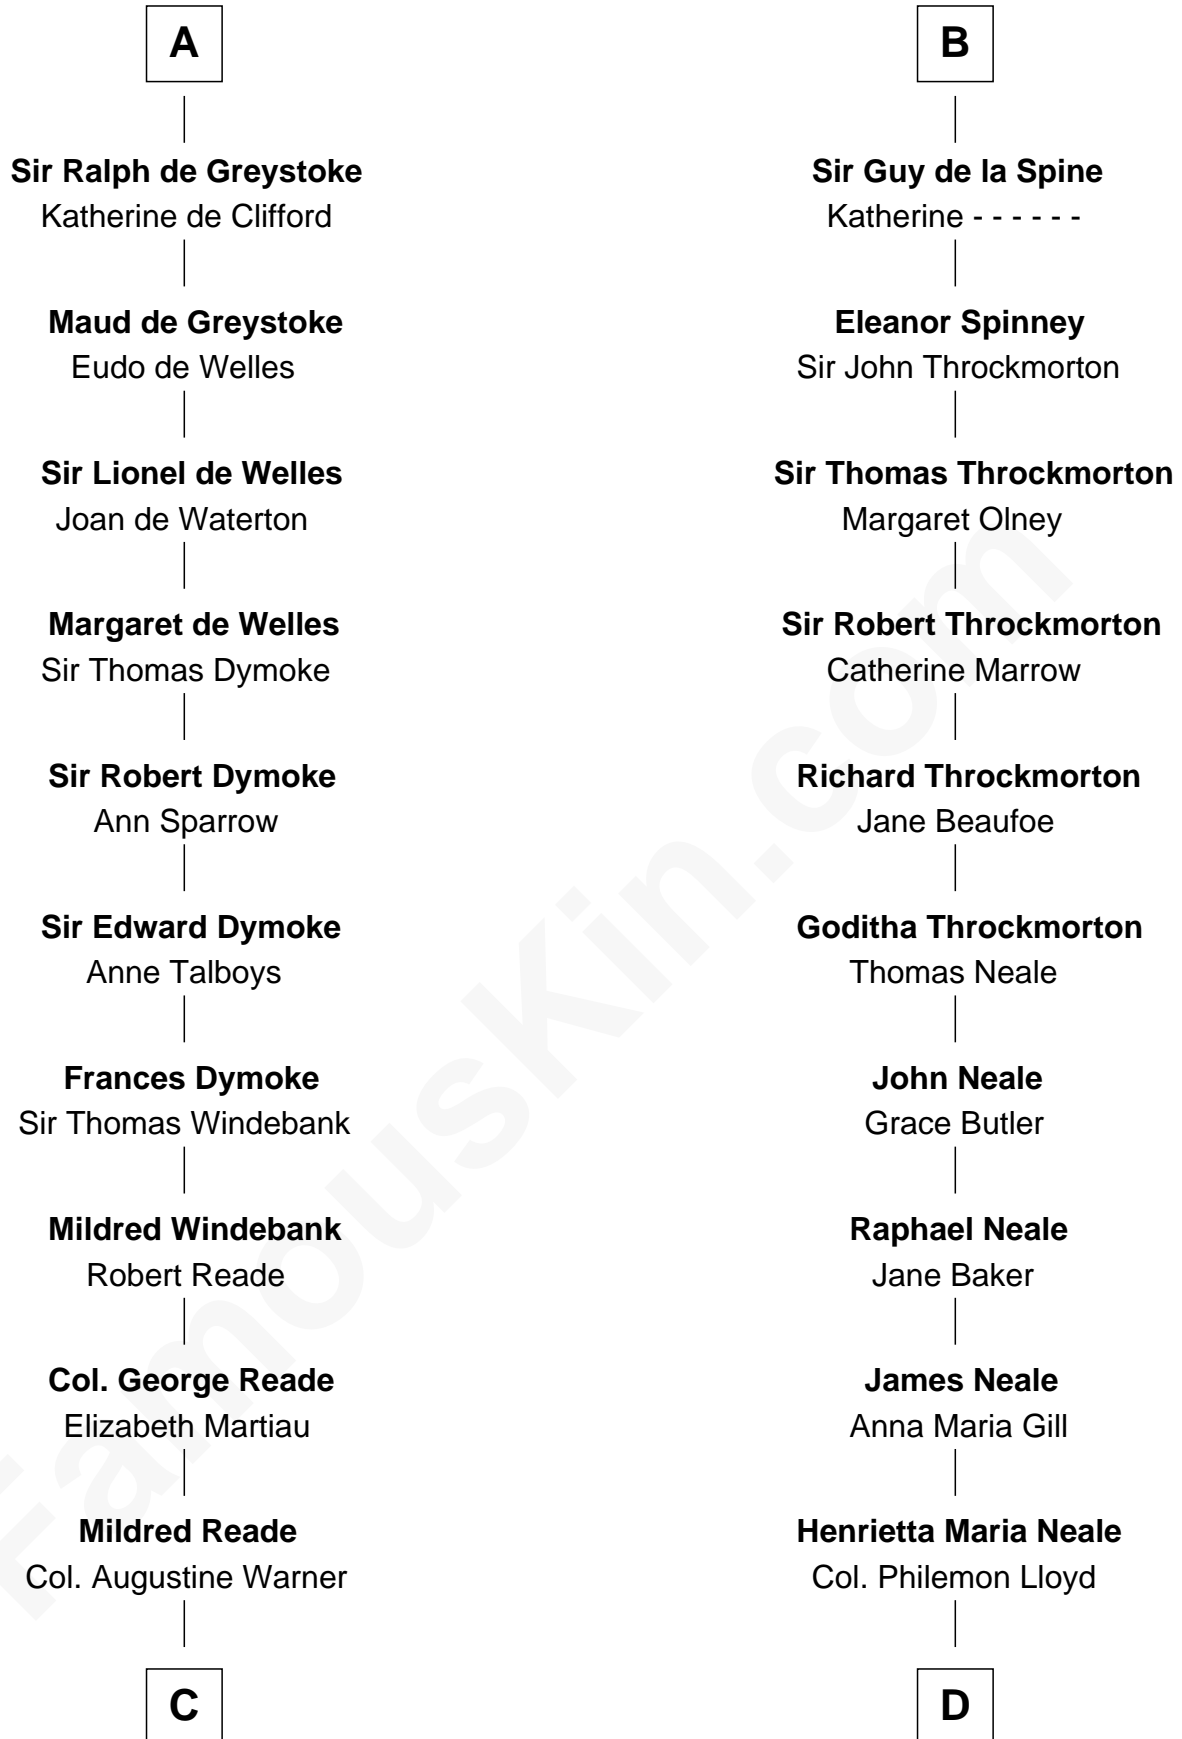 A
Sir Ralph de Greystoke
Katherine de Clifford
Maud de Greystoke
Eudo de Welles
Sir Lionel de Welles
Joan de Waterton
Margaret de Welles
Sir Thomas Dymoke
Sir Robert Dymoke
Ann Sparrow
Sir Edward Dymoke
Anne Talboys
Frances Dymoke
Sir Thomas Windebank
Mildred Windebank
Robert Reade
Col. George Reade
Elizabeth Martiau
Mildred Reade
Col. Augustine Warner
C
B
Sir Guy de la Spine
Katherine - - - - - -
Eleanor Spinney
Sir John Throckmorton
Sir Thomas Throckmorton
Margaret Olney
Sir Robert Throckmorton
Catherine Marrow
Richard Throckmorton
Jane Beaufoe
Goditha Throckmorton
Thomas Neale
John Neale
Grace Butler
Raphael Neale
Jane Baker
James Neale
Anna Maria Gill
Henrietta Maria Neale
Col. Philemon Lloyd
D
FamousKin.com